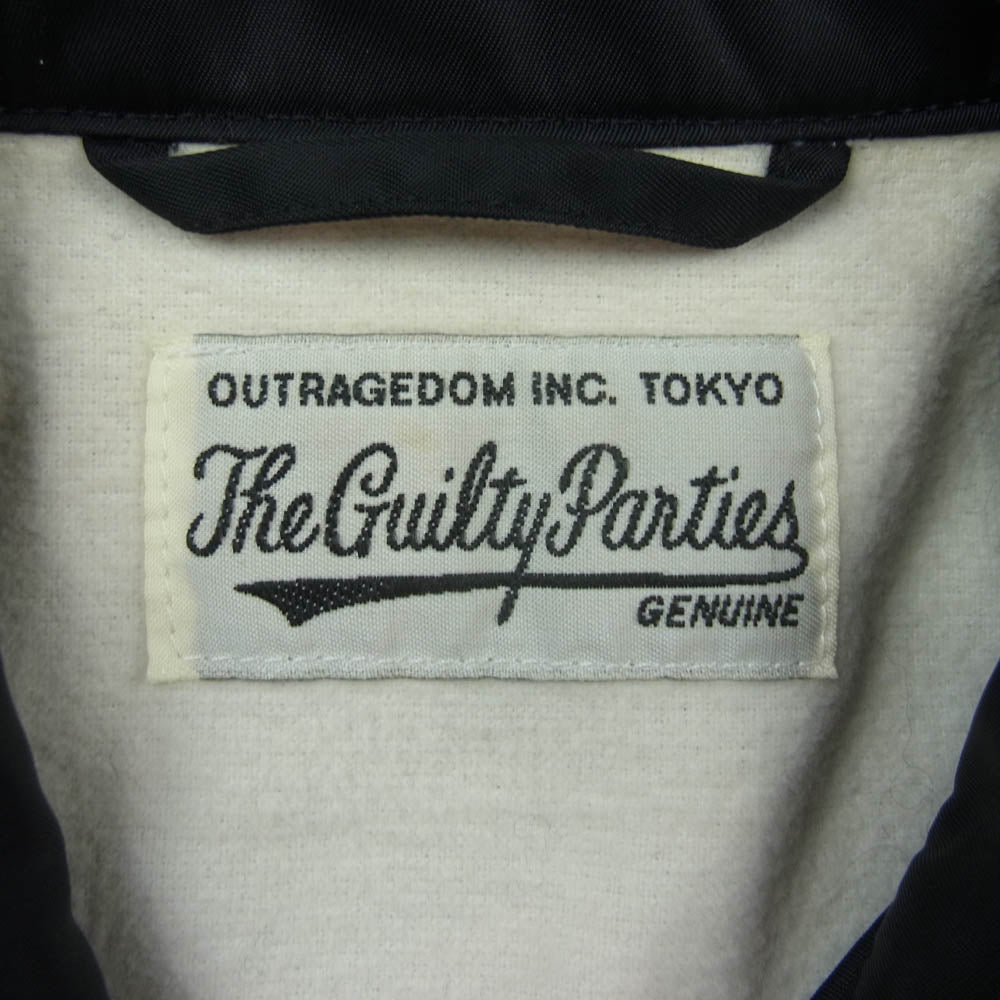 OUTRAGEDOM INC. TOKYO
The Guilty Parties
GENUINE